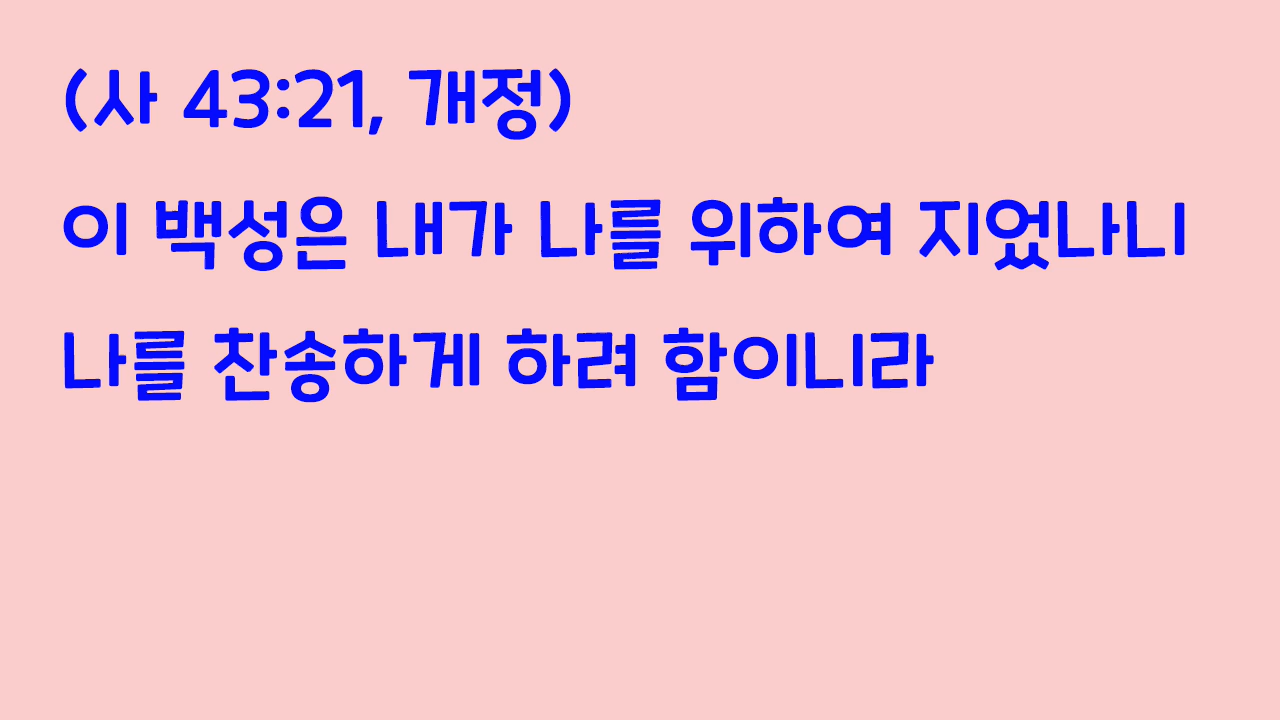 (사 43:21, 개정)
이 백성은 내가 나를 위하여 지었나니
나를 찬송하게 하려 함이니라